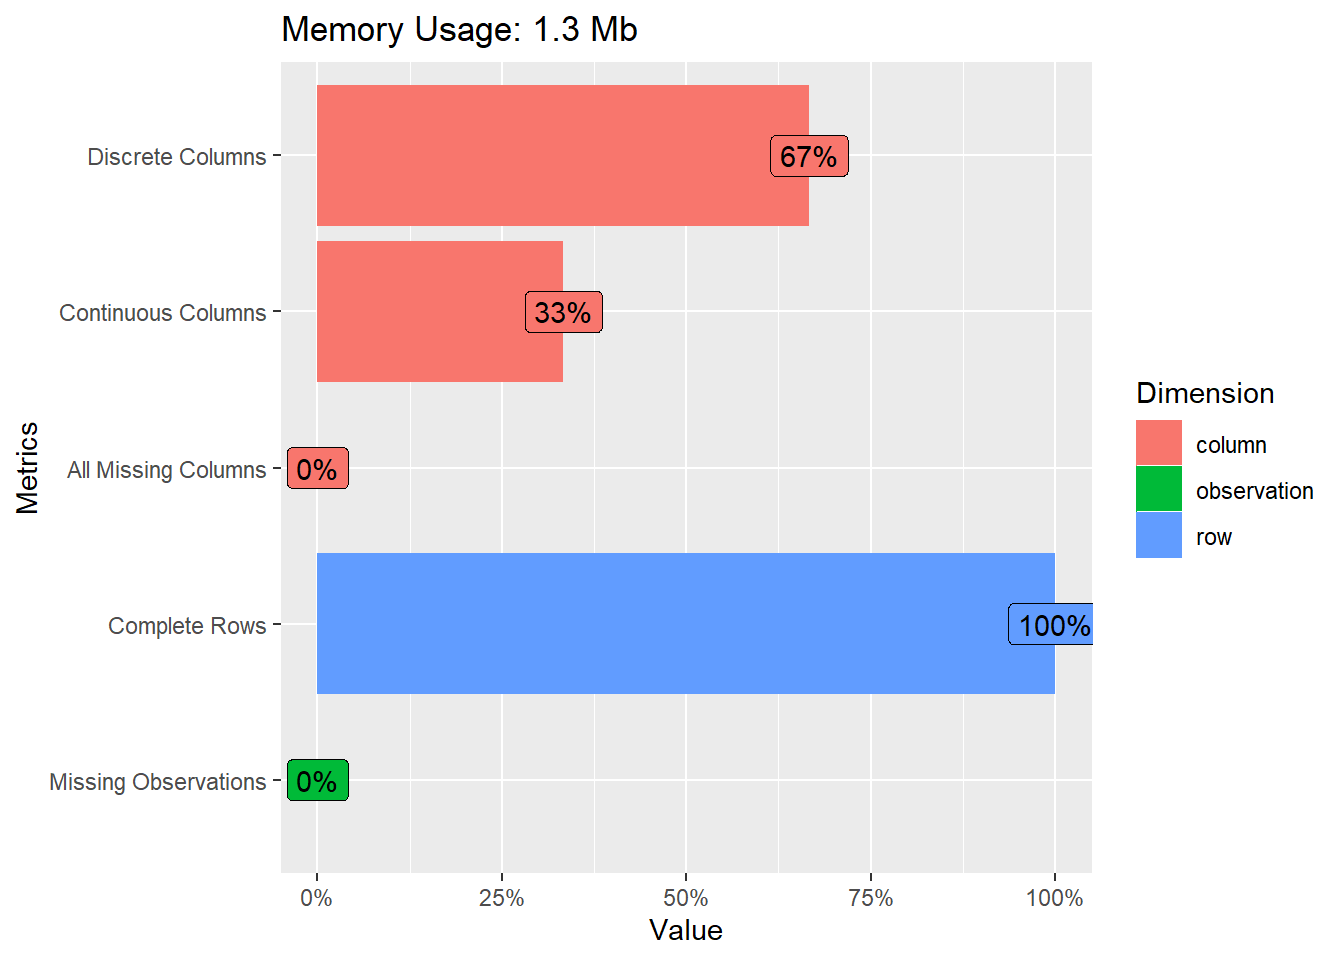 Memory Usage: 1.3 Mb
Metrics
Discrete Columns
67%
Continuous Columns
33%
All Missing Columns
0%
Complete Rows
100%
Missing Observations
0%
0%
25%
50%
75%
100%
Value
Dimension
column
observation
row